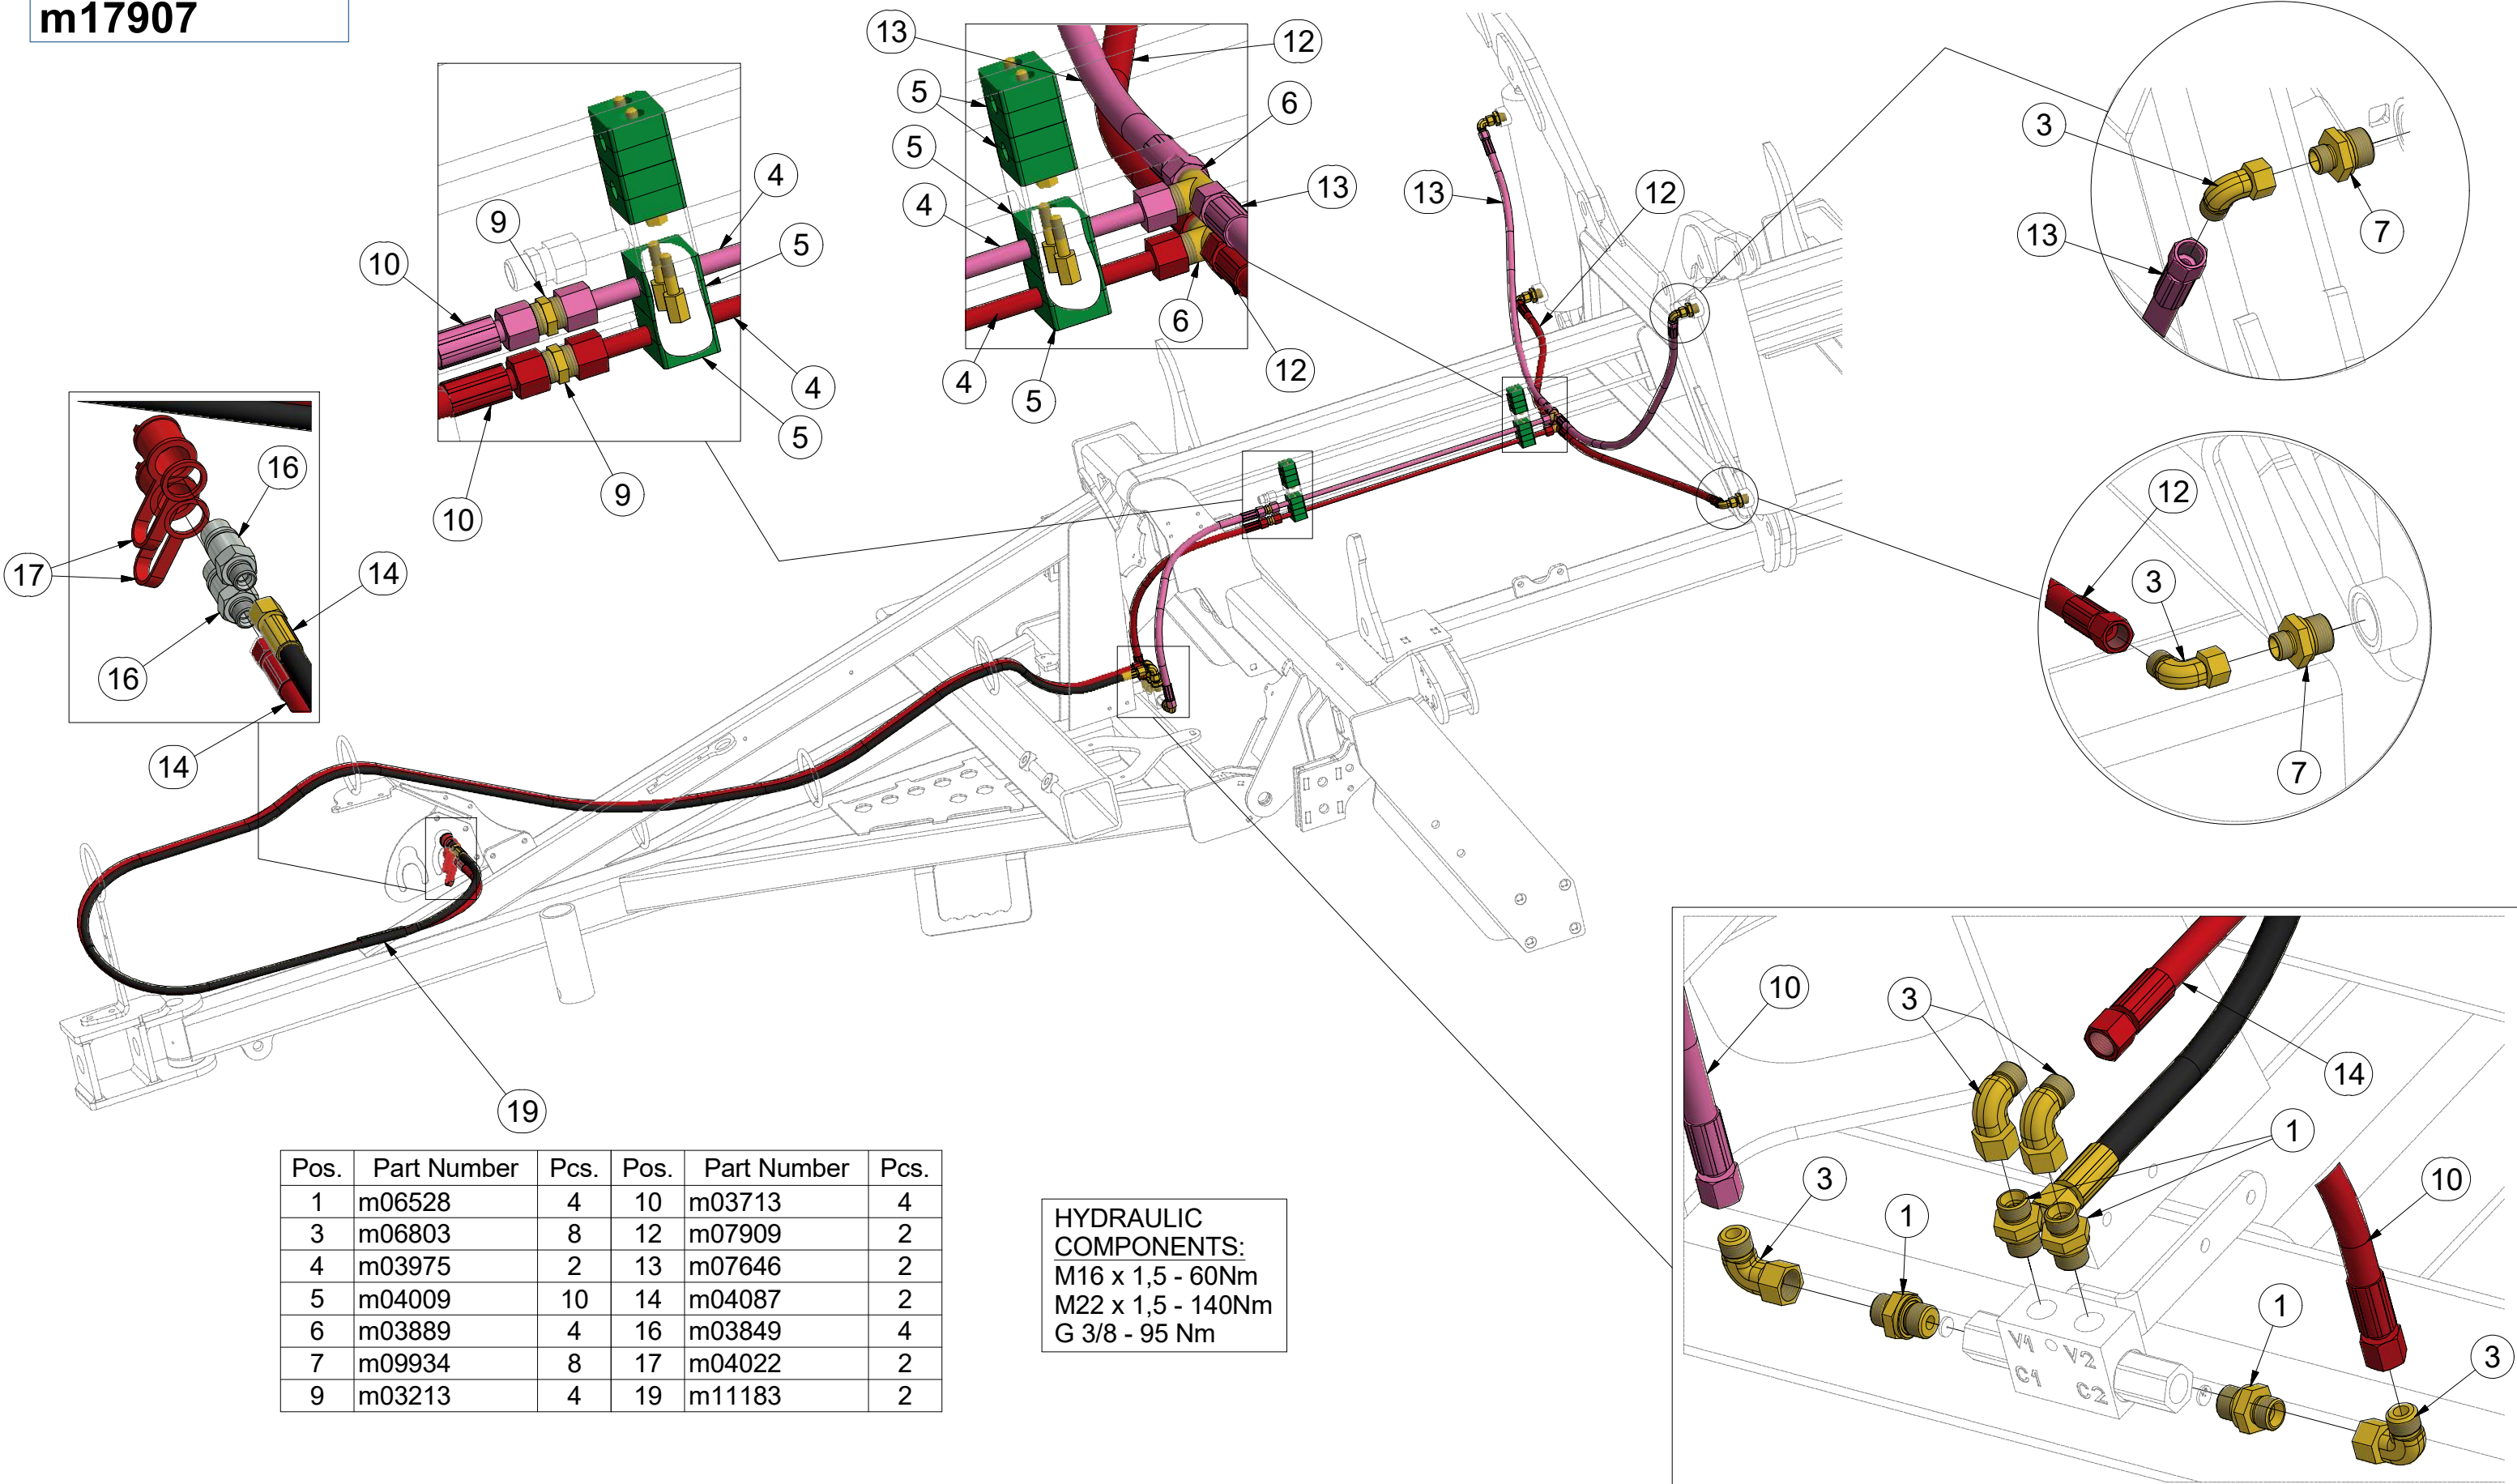 m17907
13
12
5
6
5
4
13
4
5
6
12
4
9
5
10
4
5
10
9
16
17
14
16
14
13
12
3
13
7
12
3
7
19
Pos. Part Number Pcs. Pos. Part Number Pcs.
1 m06528 4 10 m03713 4
3 m06803 8 12 m07909 2
4 m03975 2 13 m07646 2
5 m04009 10 14 m04087 2
6 m03889 4 16 m03849 4
7 m09934 8 17 m04022 2
9 m03213 4 19 m11183 2
HYDRAULIC
COMPONENTS:
M16 x 1,5 - 60Nm
M22 x 1,5 - 140Nm
G 3/8 - 95 Nm
10
3
14
1
3
1
10
1
3
V1 V2
C1 C2